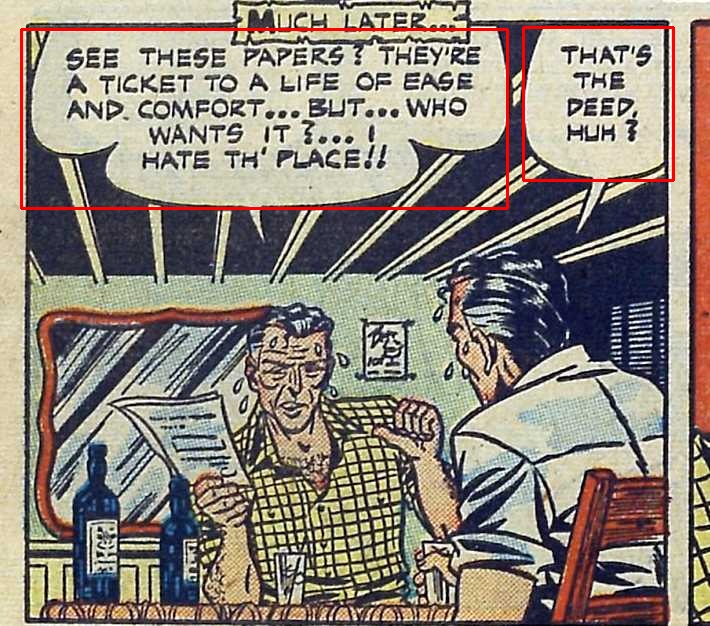 MUCH LATER...
SEE THESE PAPERS? THEY'RE
A TICKET TO A LIFE OF EASE
AND. COMFORT... BUT... WHO
WANTS IT?... I
HATE TH' PLACE!!
THAT'S
THE
DEED,
HUH?